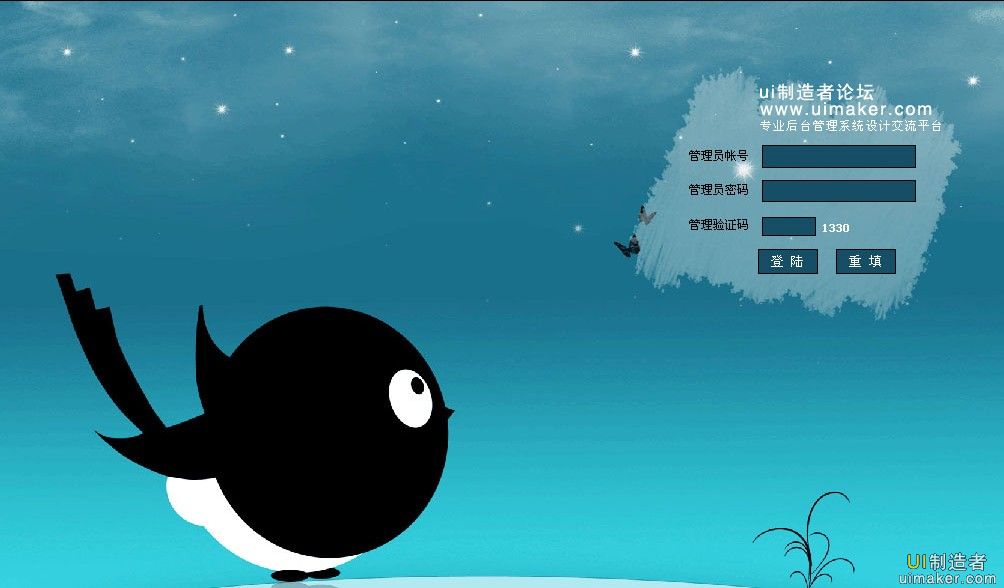 ui制造者论坛
www.uimaker.com
专业后台管理系统设计交流平台
管理员帐号
管理员密码
管理验证码 1330
登 陆 重 填
UI制造者
uimaker.com